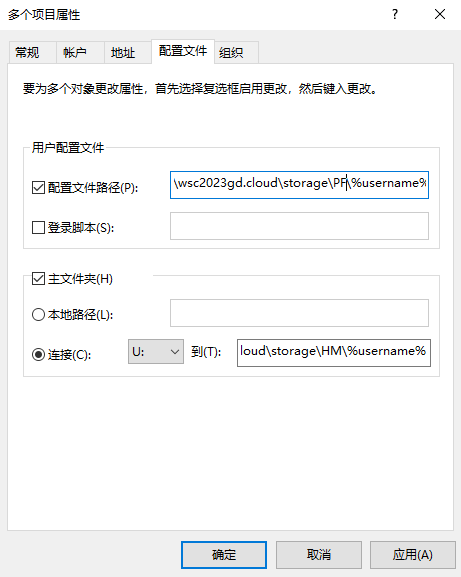 多个项目属性
?
常规 帐户 地址 配置文件 组织
要为多个对象更改属性，首先选择复选框启用更改，然后键入更改。
用户配置文件
配置文件路径(P): \wsc2023gd.cloud\storage\PF\%username%
登录脚本(S):
主文件夹(H)
本地路径(L):
连接(C): U: 到(T): loud\storage\HM\%username%
确定 取消 应用(A)